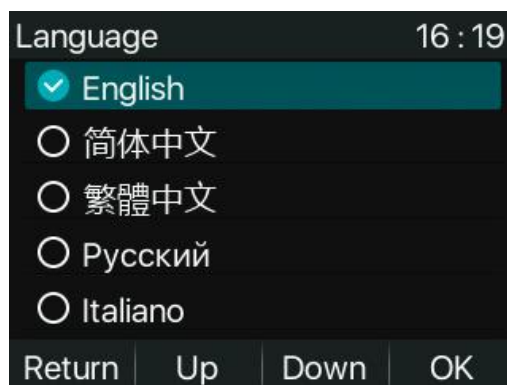 Language 16 : 19
English
简体中文
繁體中文
Русский
Italiano
Return Up Down OK